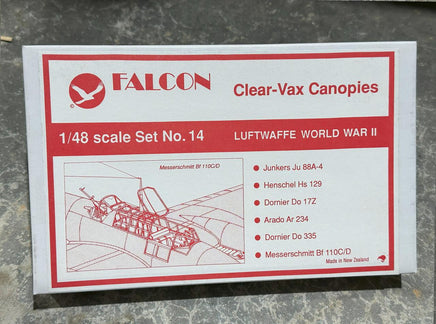 FALCON
©
Clear-Vax Canopies
1/48 scale Set No. 14
LUFTWAFFE WORLD WAR II
Messerschmitt Bf 110C/D
• Junkers Ju 88A-4
• Henschel Hs 129
• Dornier Do 17Z
• Arado Ar 234
• Dornier Do 335
• Messerschmitt Bf 110C/D
Made in New Zealand